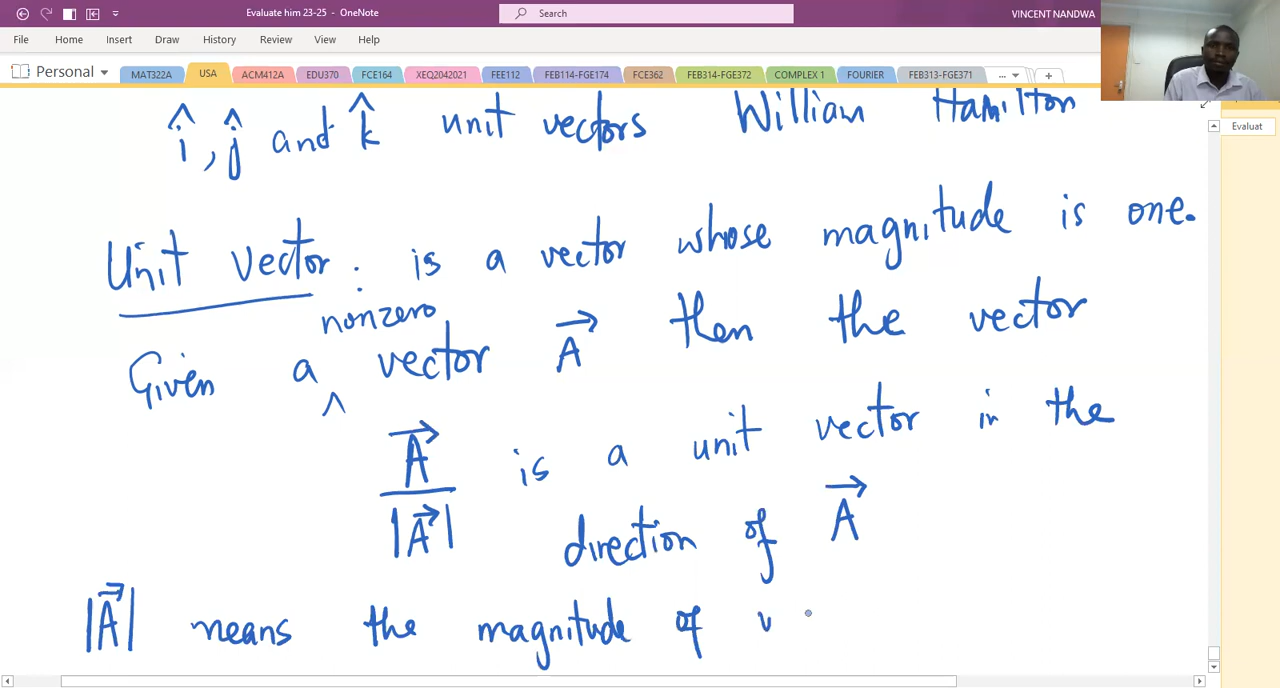 Evaluate him 23-25 - OneNote
Search
VINCENT NANDWA
File Home Insert Draw History Review View Help
Personal MAT322A USA ACM412A EDU370 FCE164 XEQ2042021 FEE112 FEB114-FGE174 FCE362 FEB314-FGE372 COMPLEX 1 FOURIER FEB313-FGE371 ... +
Evaluat
î, ĵ and k̂ unit vectors William Hamilton
Unit vector : is a vector whose magnitude is one.
nonzero
Given a ^ vector A⃗ then the vector
A⃗ / |A⃗| is a unit vector in the
direction of A⃗
|A⃗| means the magnitude of v